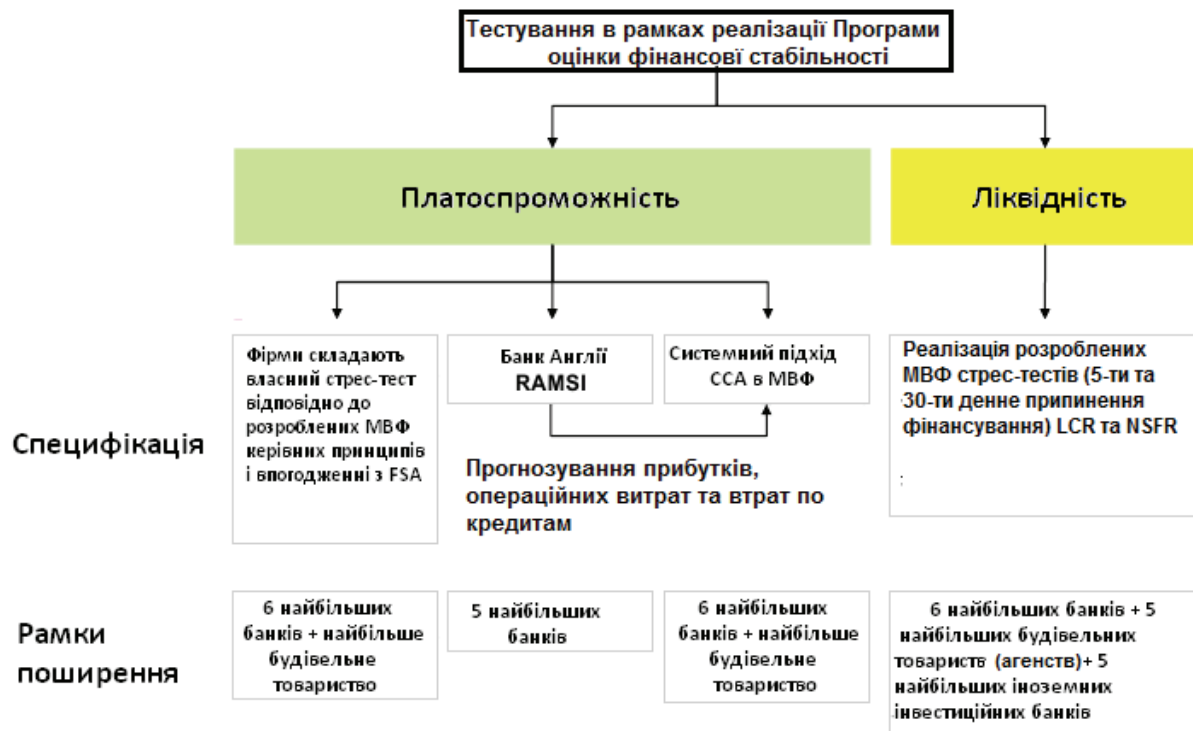 Тестування в рамках реалізації Програми
оцінки фінансової стабільності
Платоспроможність
Ліквідність
Специфікація
Фірми складають
власний стрес-тест
відповідно до
розроблених МВФ
керівних принципів
і впогодженні з FSA
Банк Англії
RAMSI
Системний підхід
ССА в МВФ
Прогнозування прибутків,
операційних витрат та втрат по
кредитам
Реалізація розроблених
МВФ стрес-тестів (5-ти та
30-ти денне припинення
фінансування) LCR та NSFR
Рамки
поширення
6 найбільших
банків + найбільше
будівельне
товариство
5 найбільших
банків
6 найбільших
банків + найбільше
будівельне
товариство
6 найбільших банків + 5
найбільших будівельних
товариств (агенств)+ 5
найбільших іноземних
інвестиційних банків